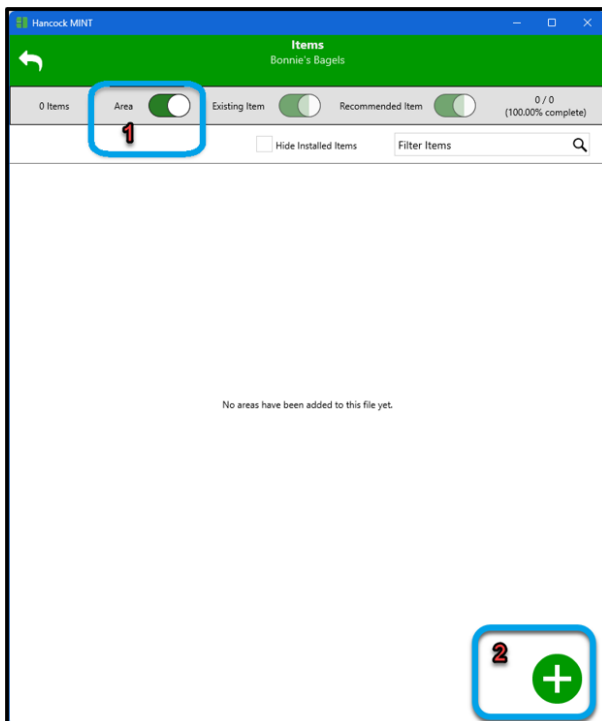 Hancock MINT
Items
Bonnie's Bagels
0 Items Area Existing Item Recommended Item 0 / 0
(100.00% complete)
1
Hide Installed Items Filter Items
No areas have been added to this file yet.
2